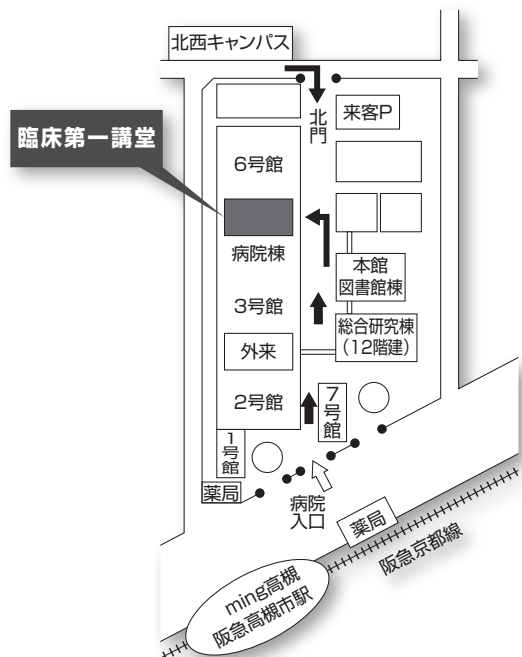 北西キャンパス
臨床第一講堂
北門
来客P
6号館
病院棟
本館
図書館棟
3号館
総合研究棟
（12階建）
外来
2号館
7号館
1号館
薬局
病院
入口
薬局
阪急京都線
ming高槻
阪急高槻市駅